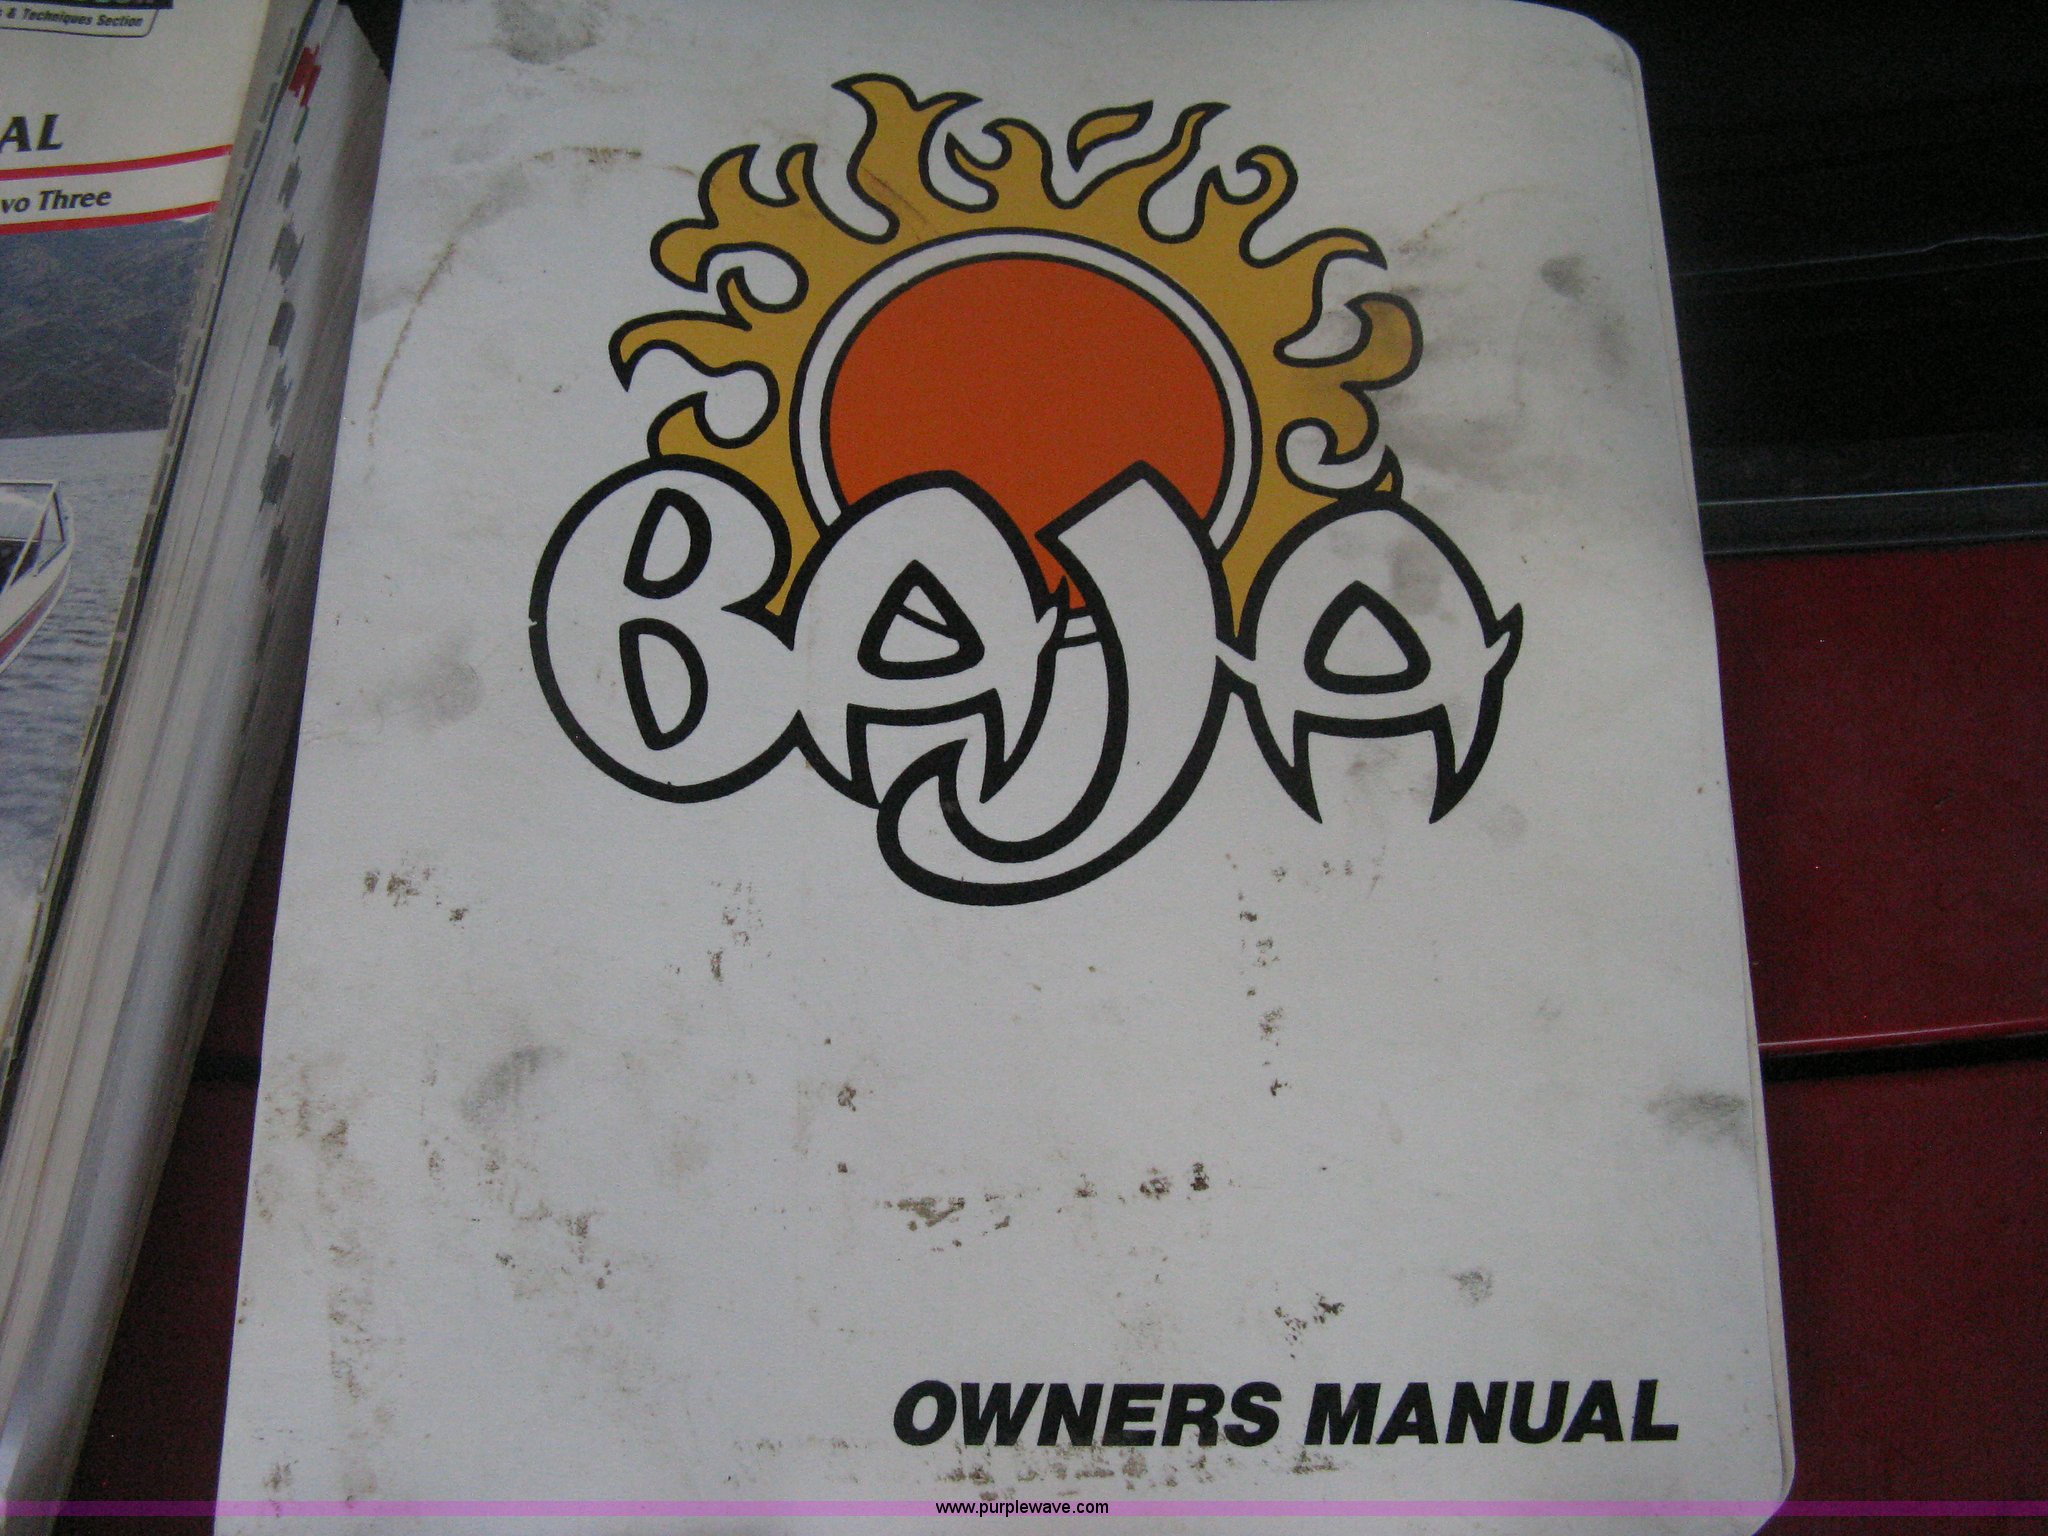 & Techniques Section
AL
vo Three
BAJA
OWNERS MANUAL
www.purplewave.com